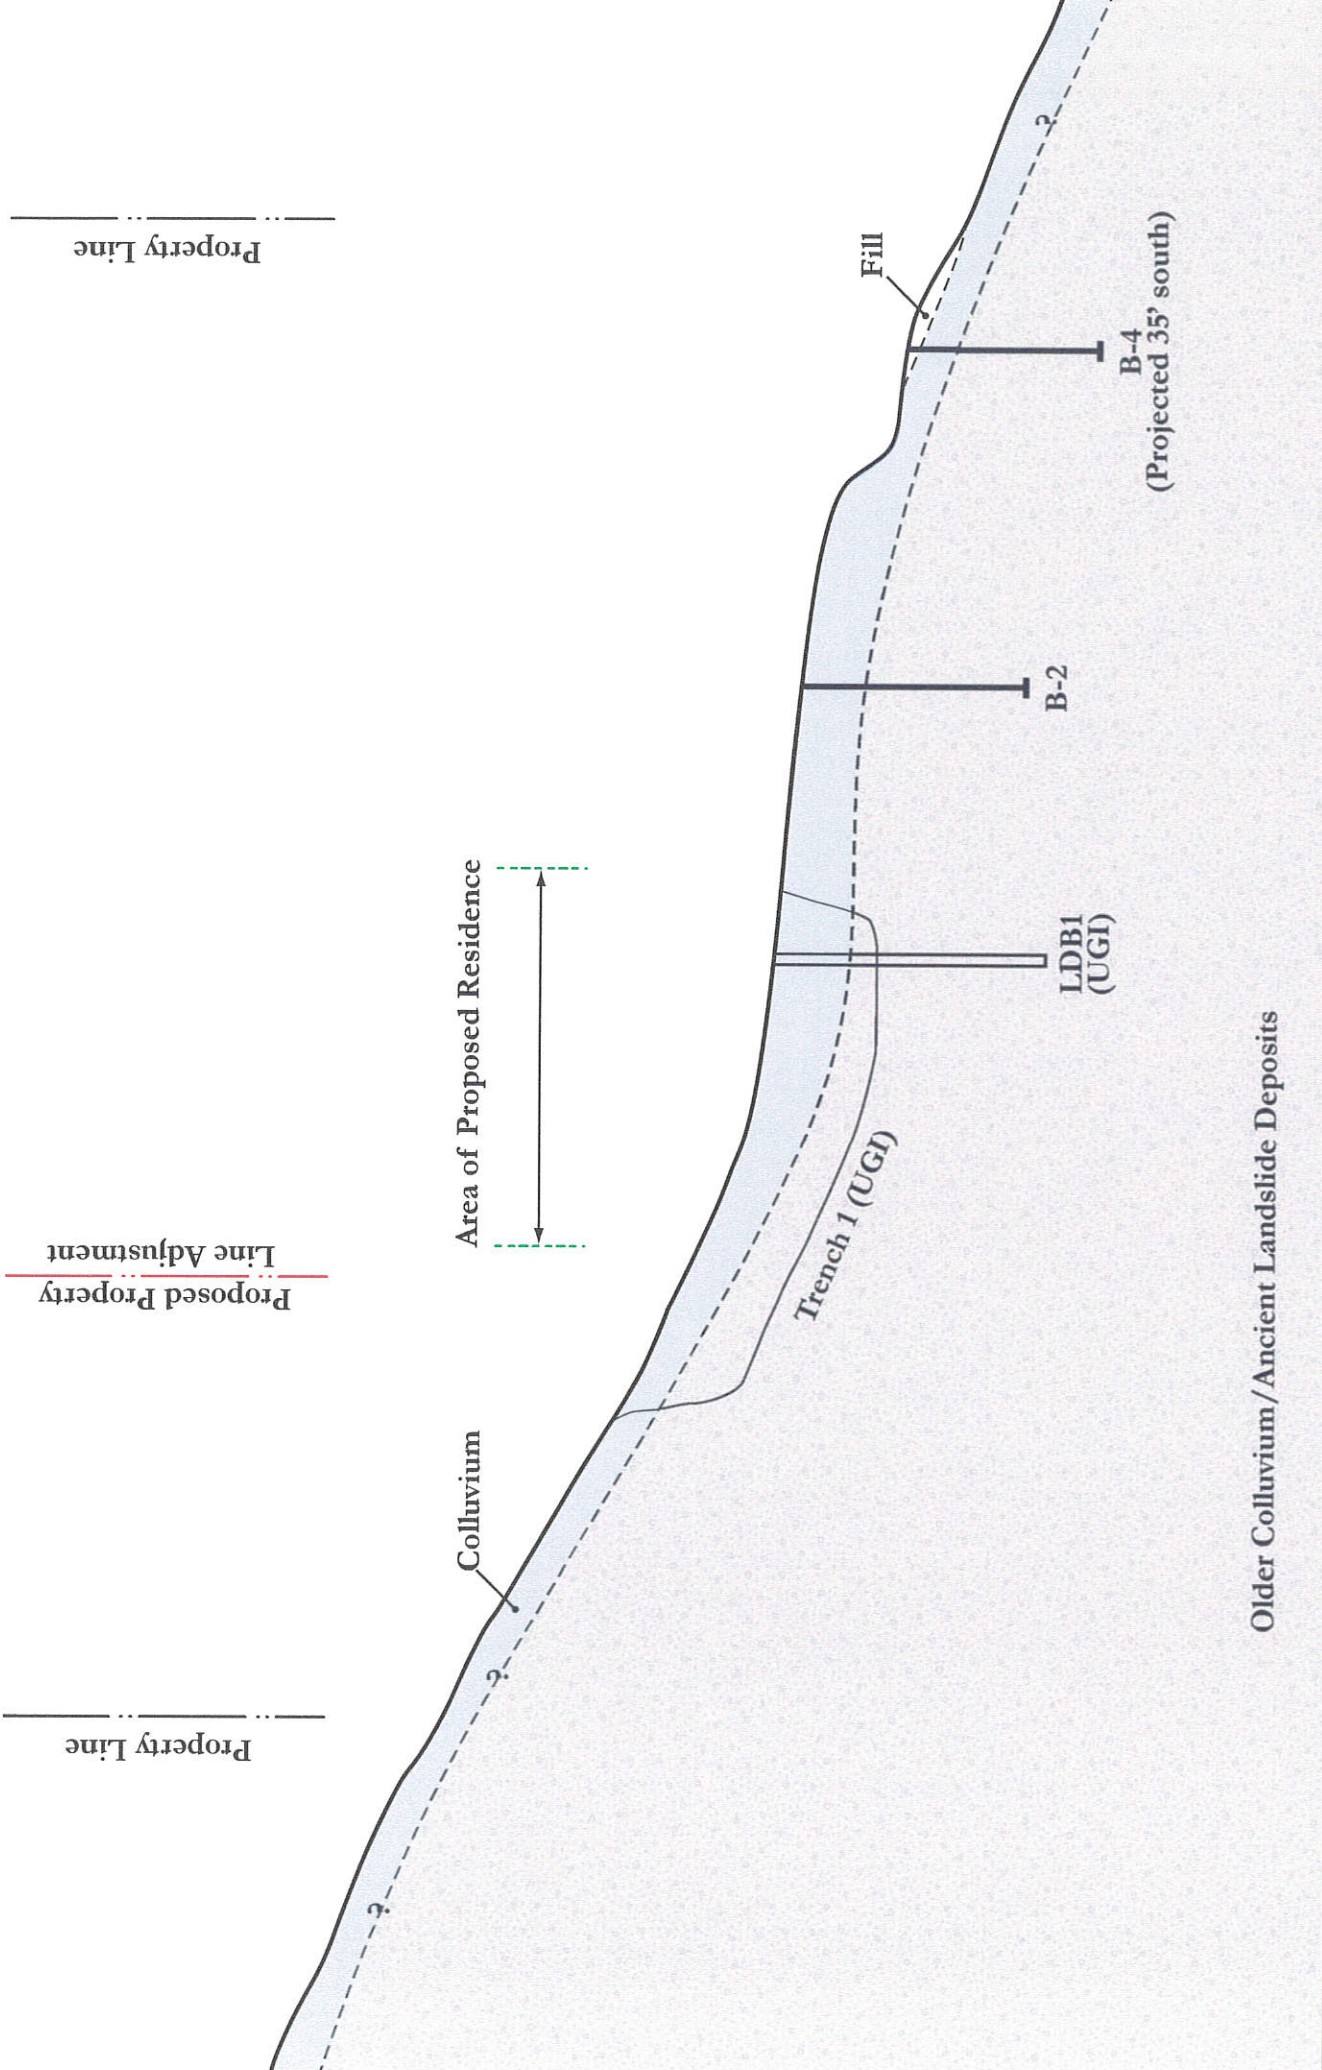 Property Line
Proposed Property
Line Adjustment
Property Line
Area of Proposed Residence
Colluvium
Fill
?
?
?
Trench 1 (UGI)
LDB1
(UGI)
B-2
B-4
(Projected 35' south)
Older Colluvium/Ancient Landslide Deposits